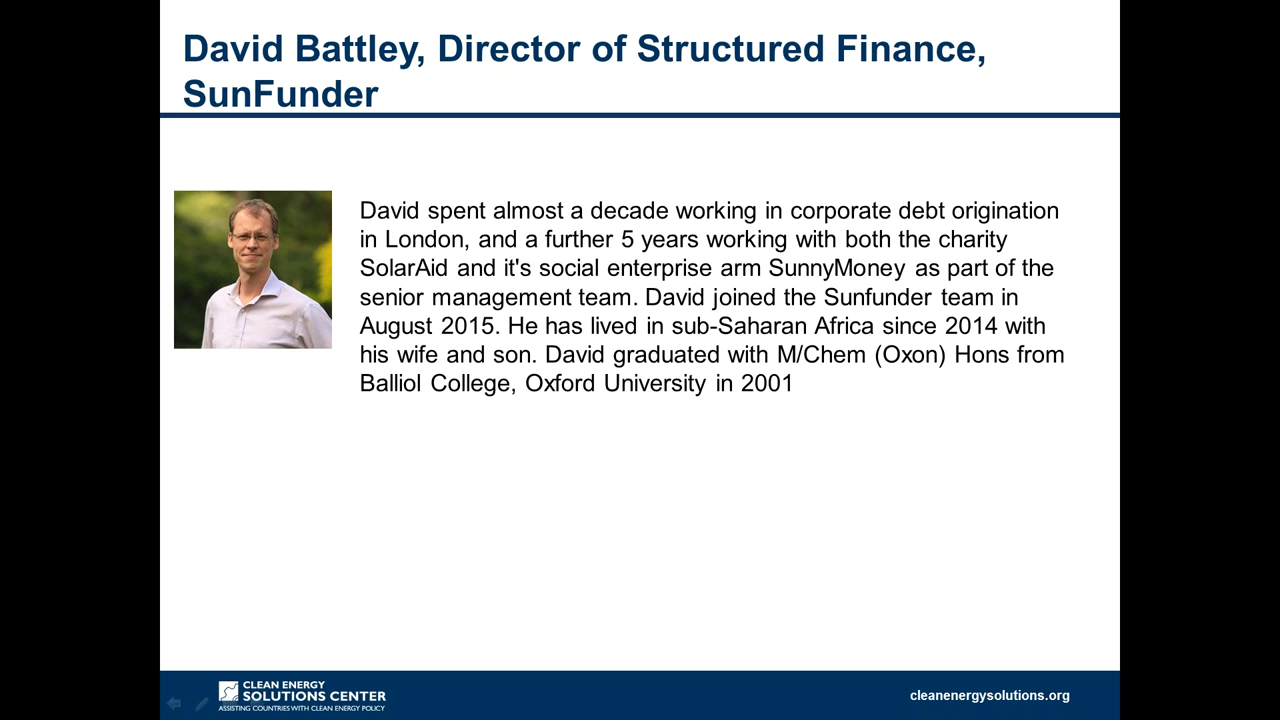 David Battley, Director of Structured Finance,
SunFunder
David spent almost a decade working in corporate debt origination
in London, and a further 5 years working with both the charity
SolarAid and it's social enterprise arm SunnyMoney as part of the
senior management team. David joined the Sunfunder team in
August 2015. He has lived in sub-Saharan Africa since 2014 with
his wife and son. David graduated with M/Chem (Oxon) Hons from
Balliol College, Oxford University in 2001
CLEAN ENERGY
SOLUTIONS CENTER
ASSISTING COUNTRIES WITH CLEAN ENERGY POLICY
cleanenergysolutions.org